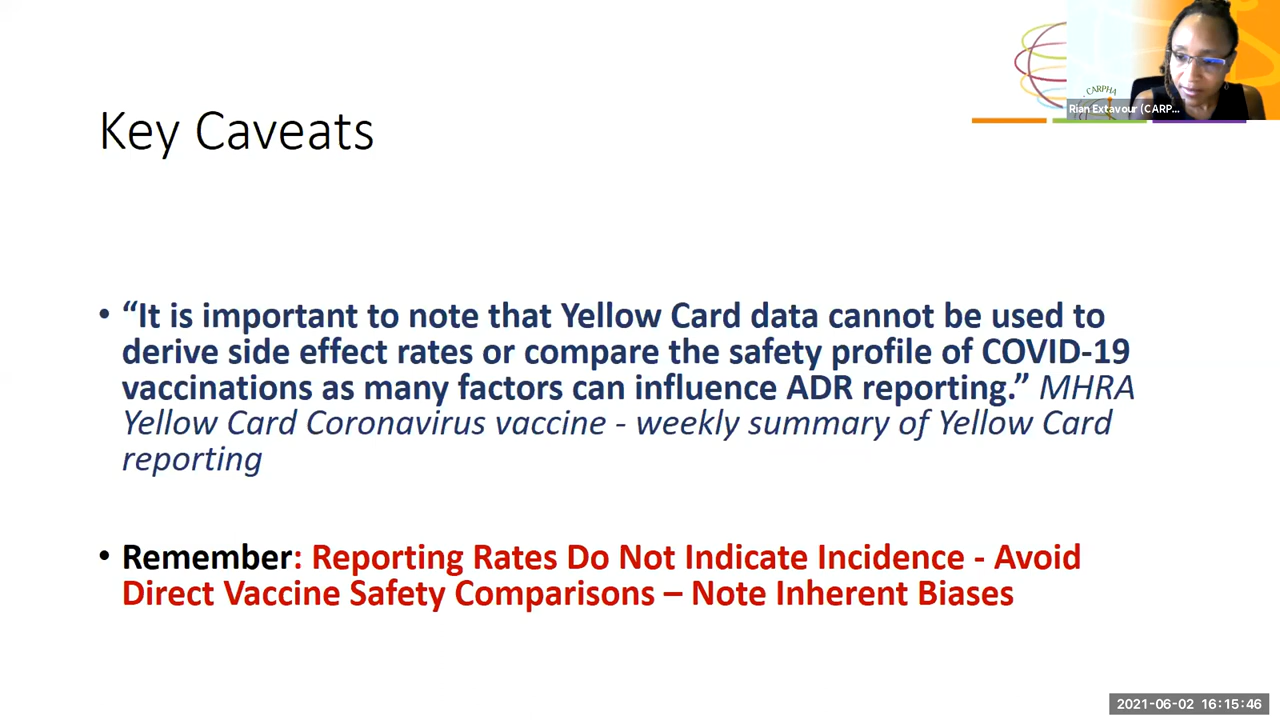 CARPHA
Rian Extavour (CARP...
Key Caveats
• “It is important to note that Yellow Card data cannot be used to
derive side effect rates or compare the safety profile of COVID-19
vaccinations as many factors can influence ADR reporting.” MHRA
Yellow Card Coronavirus vaccine - weekly summary of Yellow Card
reporting
• Remember: Reporting Rates Do Not Indicate Incidence - Avoid
Direct Vaccine Safety Comparisons – Note Inherent Biases
2021-06-02 16:15:46